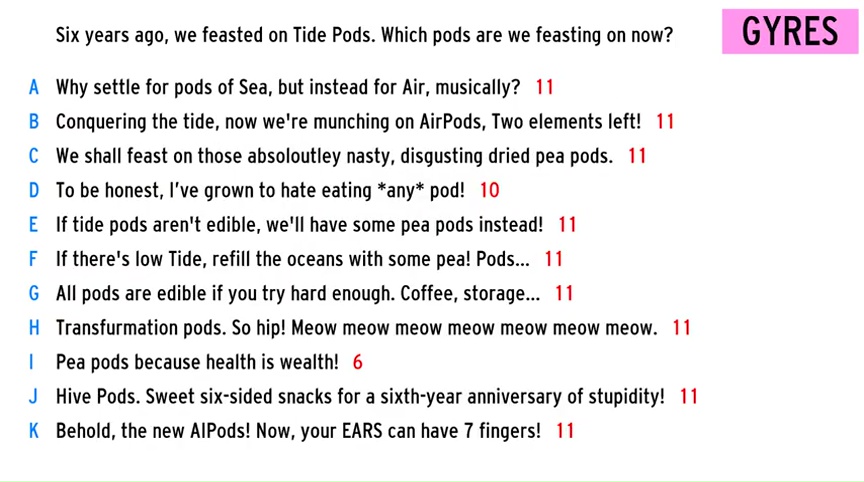 Six years ago, we feasted on Tide Pods. Which pods are we feasting on now?
GYRES
A Why settle for pods of Sea, but instead for Air, musically? 11
B Conquering the tide, now we're munching on AirPods, Two elements left! 11
C We shall feast on those absoloutley nasty, disgusting dried pea pods. 11
D To be honest, I've grown to hate eating *any* pod! 10
E If tide pods aren't edible, we'll have some pea pods instead! 11
F If there's low Tide, refill the oceans with some pea! Pods... 11
G All pods are edible if you try hard enough. Coffee, storage... 11
H Transfurmation pods. So hip! Meow meow meow meow meow meow meow. 11
I Pea pods because health is wealth! 6
J Hive Pods. Sweet six-sided snacks for a sixth-year anniversary of stupidity! 11
K Behold, the new AIPods! Now, your EARS can have 7 fingers! 11